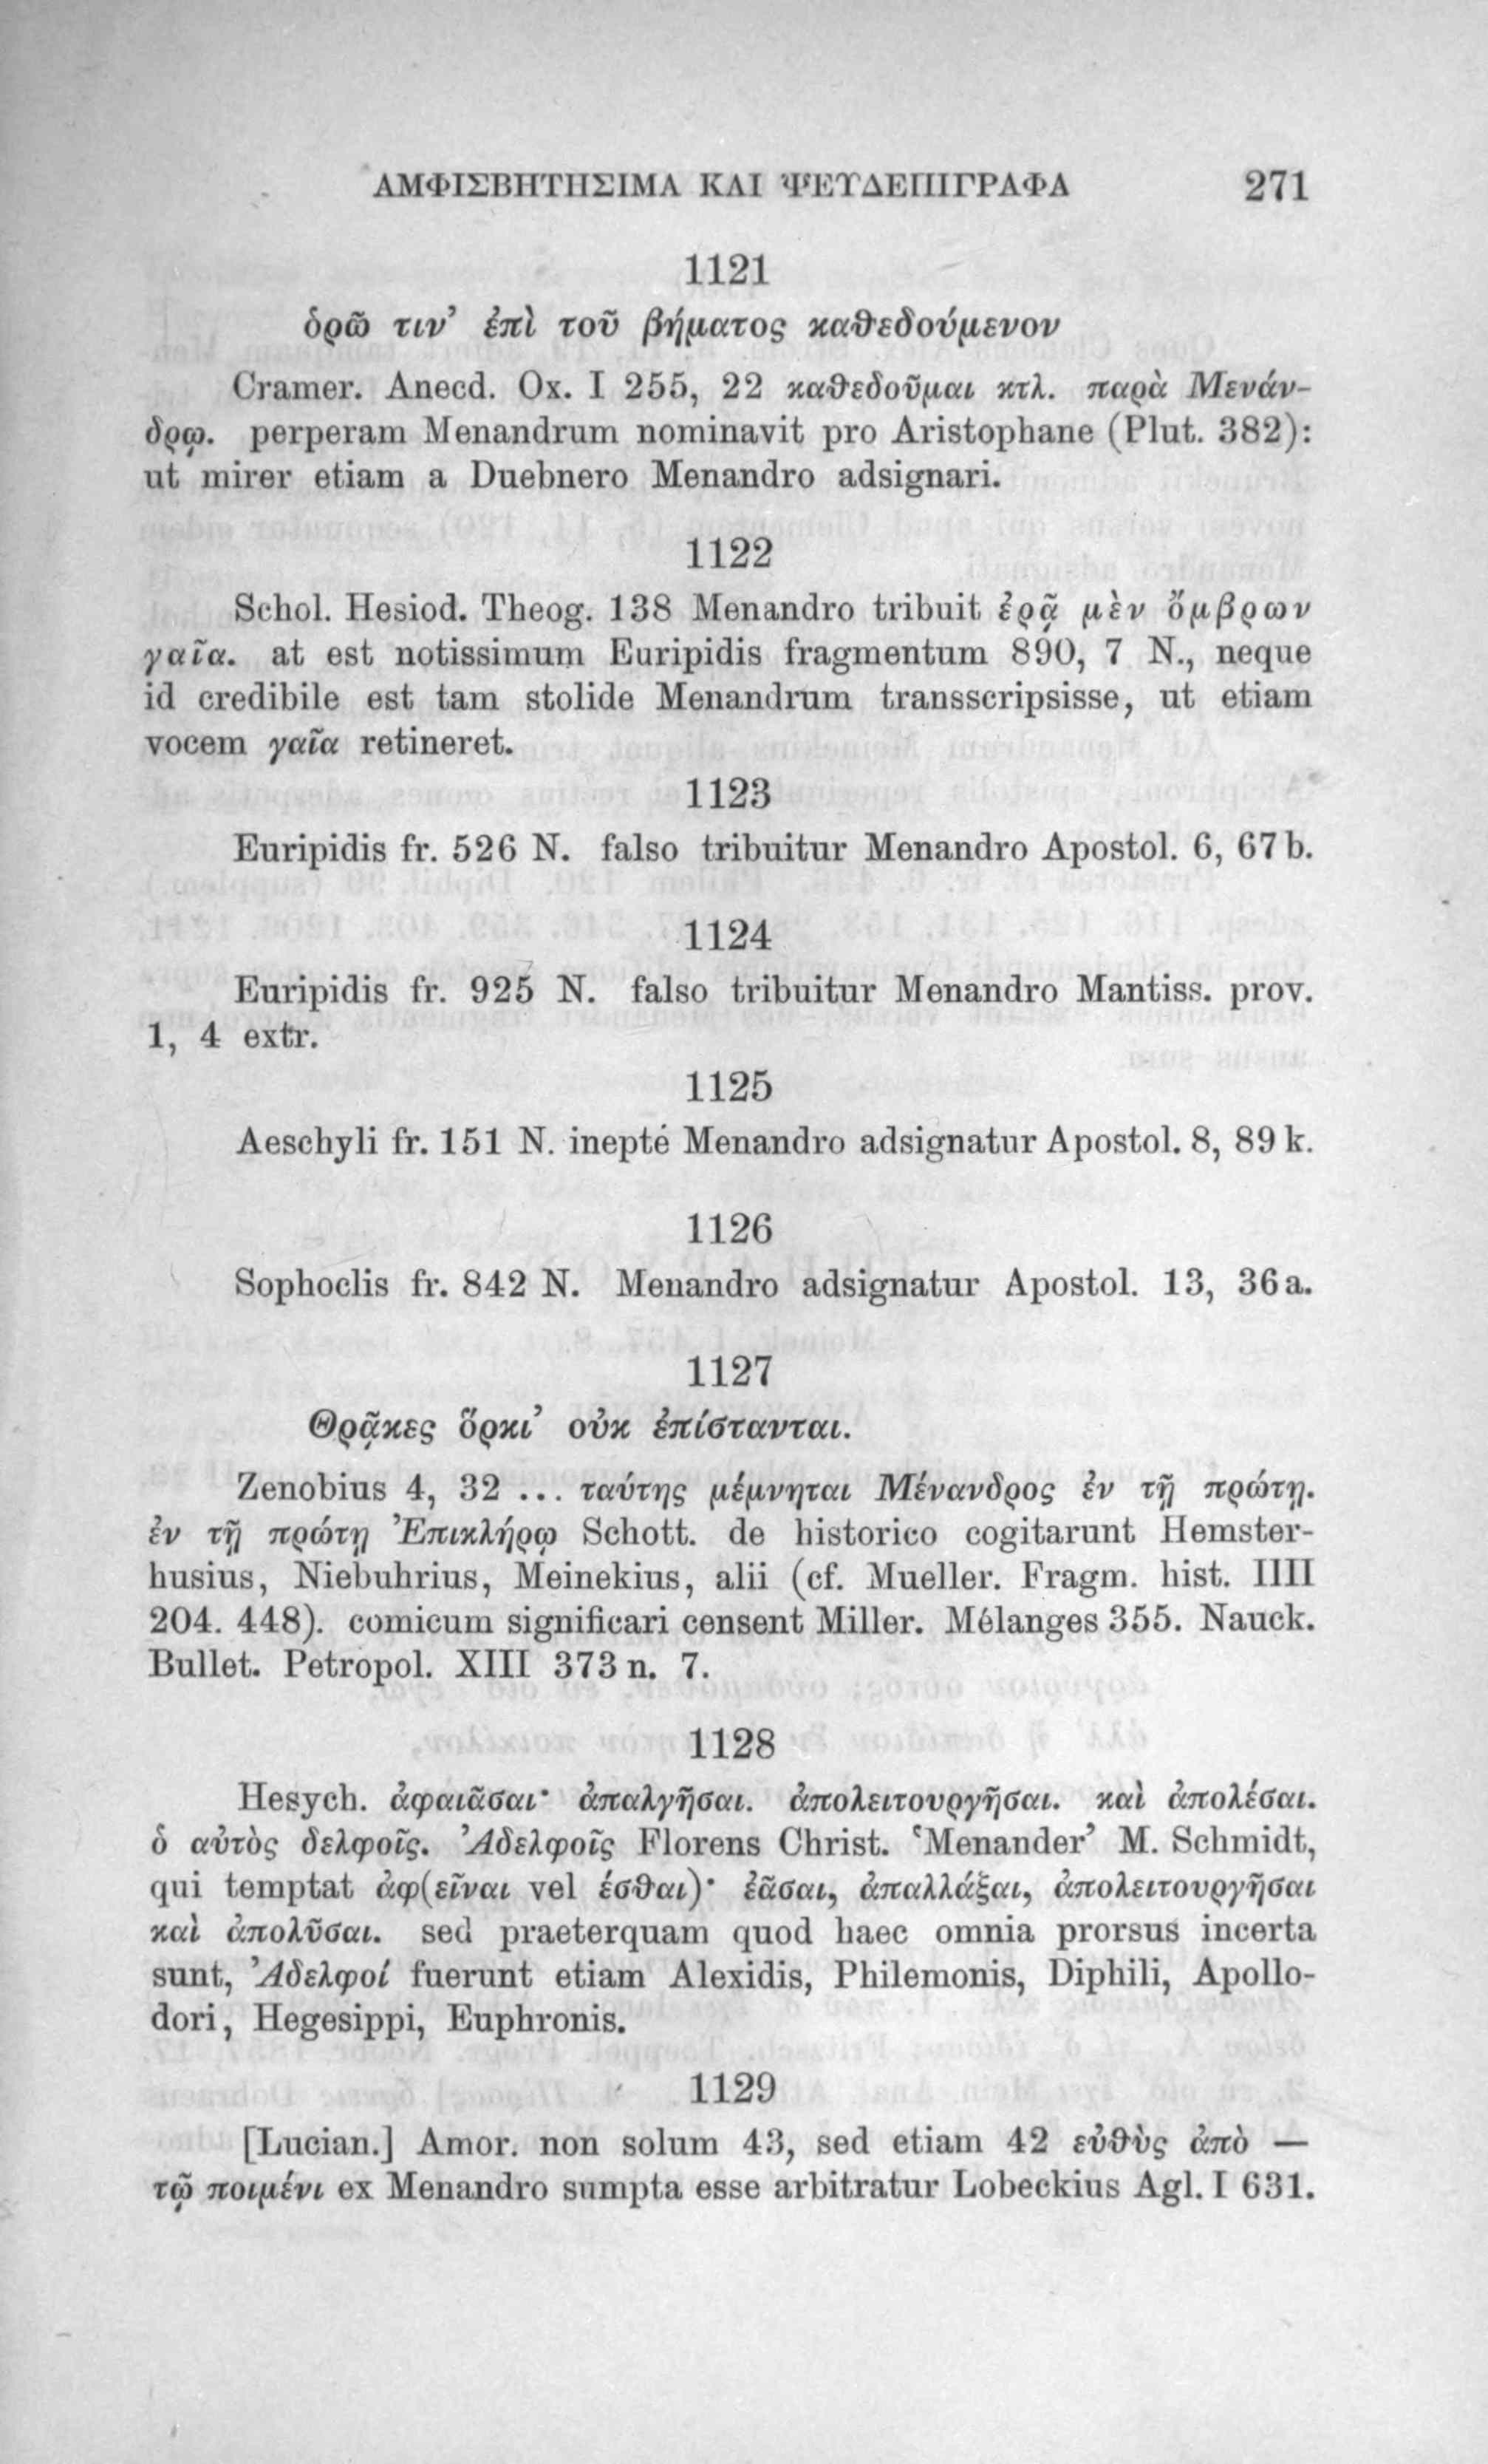 ΑΜΦΙΣΒΗΤΗΣΙΜΑ ΚΑΙ ΨΕΥΔΕΠΙΓΡΑΦΑ 271
1121
ὁρῶ τιν’ ἐπὶ τοῦ βήματος καθεδούμενον
Cramer. Anecd. Ox. I 255, 22 καθεδοῦμαι κτλ. παρὰ Μενάν-
δρῳ. perperam Menandrum nominavit pro Aristophane (Plut. 382):
ut mirer etiam a Duebnero Menandro adsignari.
1122
Schol. Hesiod. Theog. 138 Menandro tribuit ἐρᾷ μὲν ὄμβρων
γαῖα. at est notissimum Euripidis fragmentum 890, 7 N., neque
id credibile est tam stolide Menandrum transscripsisse, ut etiam
vocem γαῖα retineret.
1123
Euripidis fr. 526 N. falso tribuitur Menandro Apostol. 6, 67 b.
1124
Euripidis fr. 925 N. falso tribuitur Menandro Mantiss. prov.
1, 4 extr.
1125
Aeschyli fr. 151 N. inepte Menandro adsignatur Apostol. 8, 89 k.
1126
Sophoclis fr. 842 N. Menandro adsignatur Apostol. 13, 36 a.
1127
Θρᾷκες ὅρκι’ οὐκ ἐπίστανται.
Zenobius 4, 32 ... ταύτης μέμνηται Μένανδρος ἐν τῇ πρώτῃ.
ἐν τῇ πρώτῃ Ἐπικλήρῳ Schott. de historico cogitarunt Hemster-
husius, Niebuhrius, Meinekius, alii (cf. Mueller. Fragm. hist. IIII
204. 448). comicum significari censent Miller. Mélanges 355. Nauck.
Bullet. Petropol. XIII 373 n. 7.
1128
Hesych. ἀφαιᾶσαι· ἀπαλγῆσαι. ἀπολειτουργῆσαι. καὶ ἀπολέσαι.
ὁ αὐτὸς δελφοῖς. Ἀδελφοῖς Florens Christ. ‘Menander’ M. Schmidt,
qui temptat ἀφ(εῖναι vel έσθαι)· ἐᾶσαι, ἀπαλλάξαι, ἀπολειτουργῆσαι
καὶ ἀπολῦσαι. sed praeterquam quod haec omnia prorsus incerta
sunt, Ἀδελφοί fuerunt etiam Alexidis, Philemonis, Diphili, Apollo-
dori, Hegesippi, Euphronis.
1129
[Lucian.] Amor. non solum 43, sed etiam 42 εὐθὺς ἀπὸ —
τῷ ποιμένι ex Menandro sumpta esse arbitratur Lobeckius Agl. I 631.